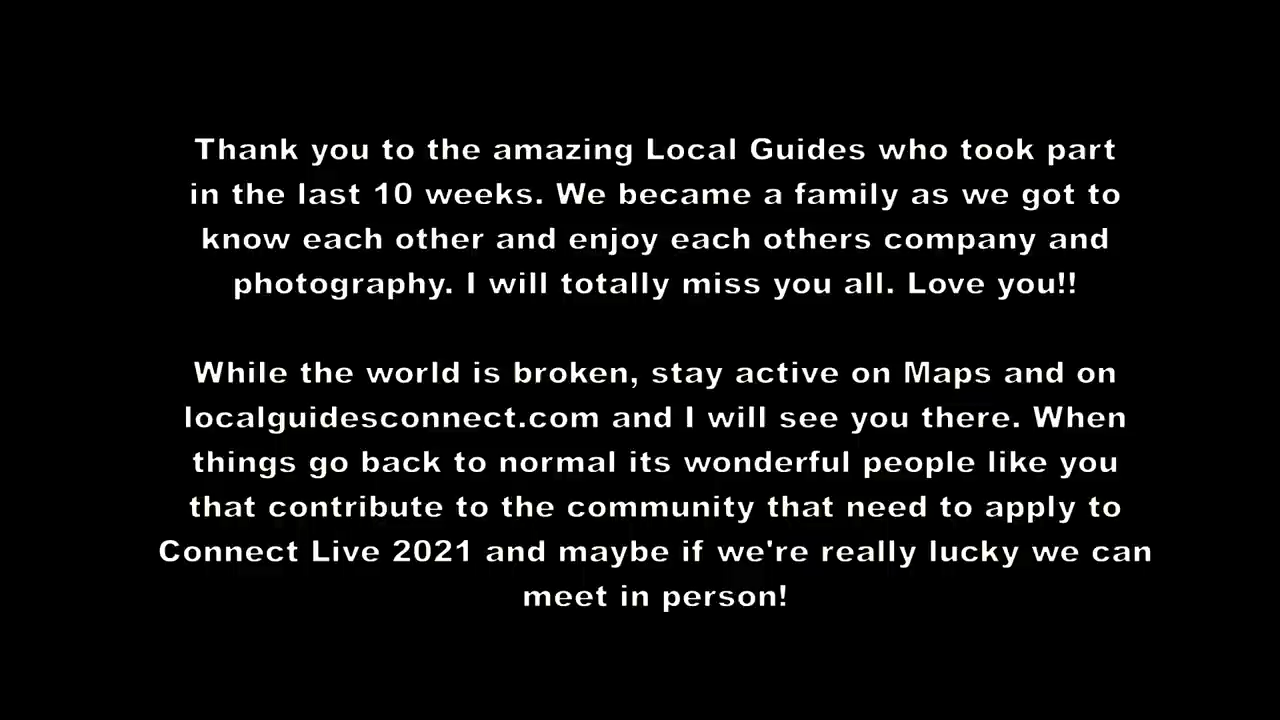 Thank you to the amazing Local Guides who took part
in the last 10 weeks. We became a family as we got to
know each other and enjoy each others company and
photography. I will totally miss you all. Love you!!
While the world is broken, stay active on Maps and on
localguidesconnect.com and I will see you there. When
things go back to normal its wonderful people like you
that contribute to the community that need to apply to
Connect Live 2021 and maybe if we're really lucky we can
meet in person!